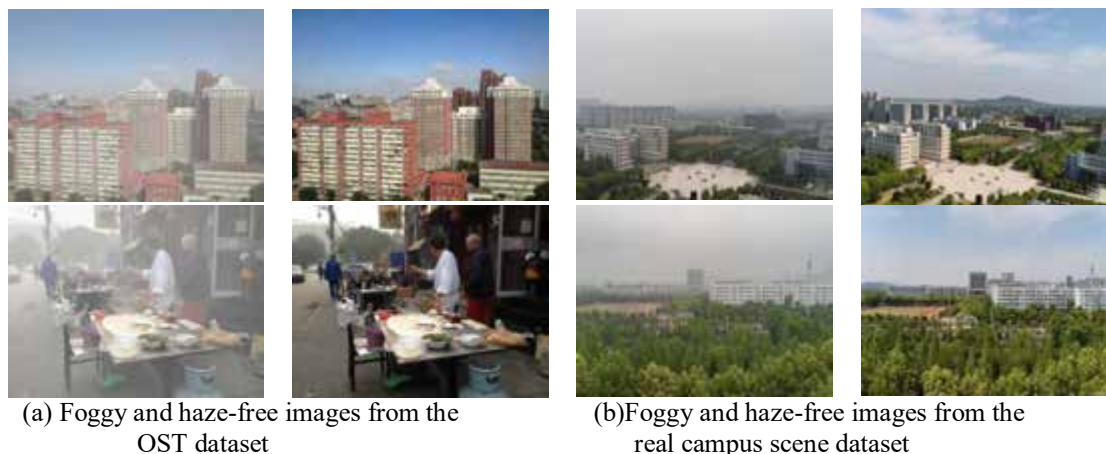 (a) Foggy and haze-free images from the
OST dataset
(b)Foggy and haze-free images from the
real campus scene dataset